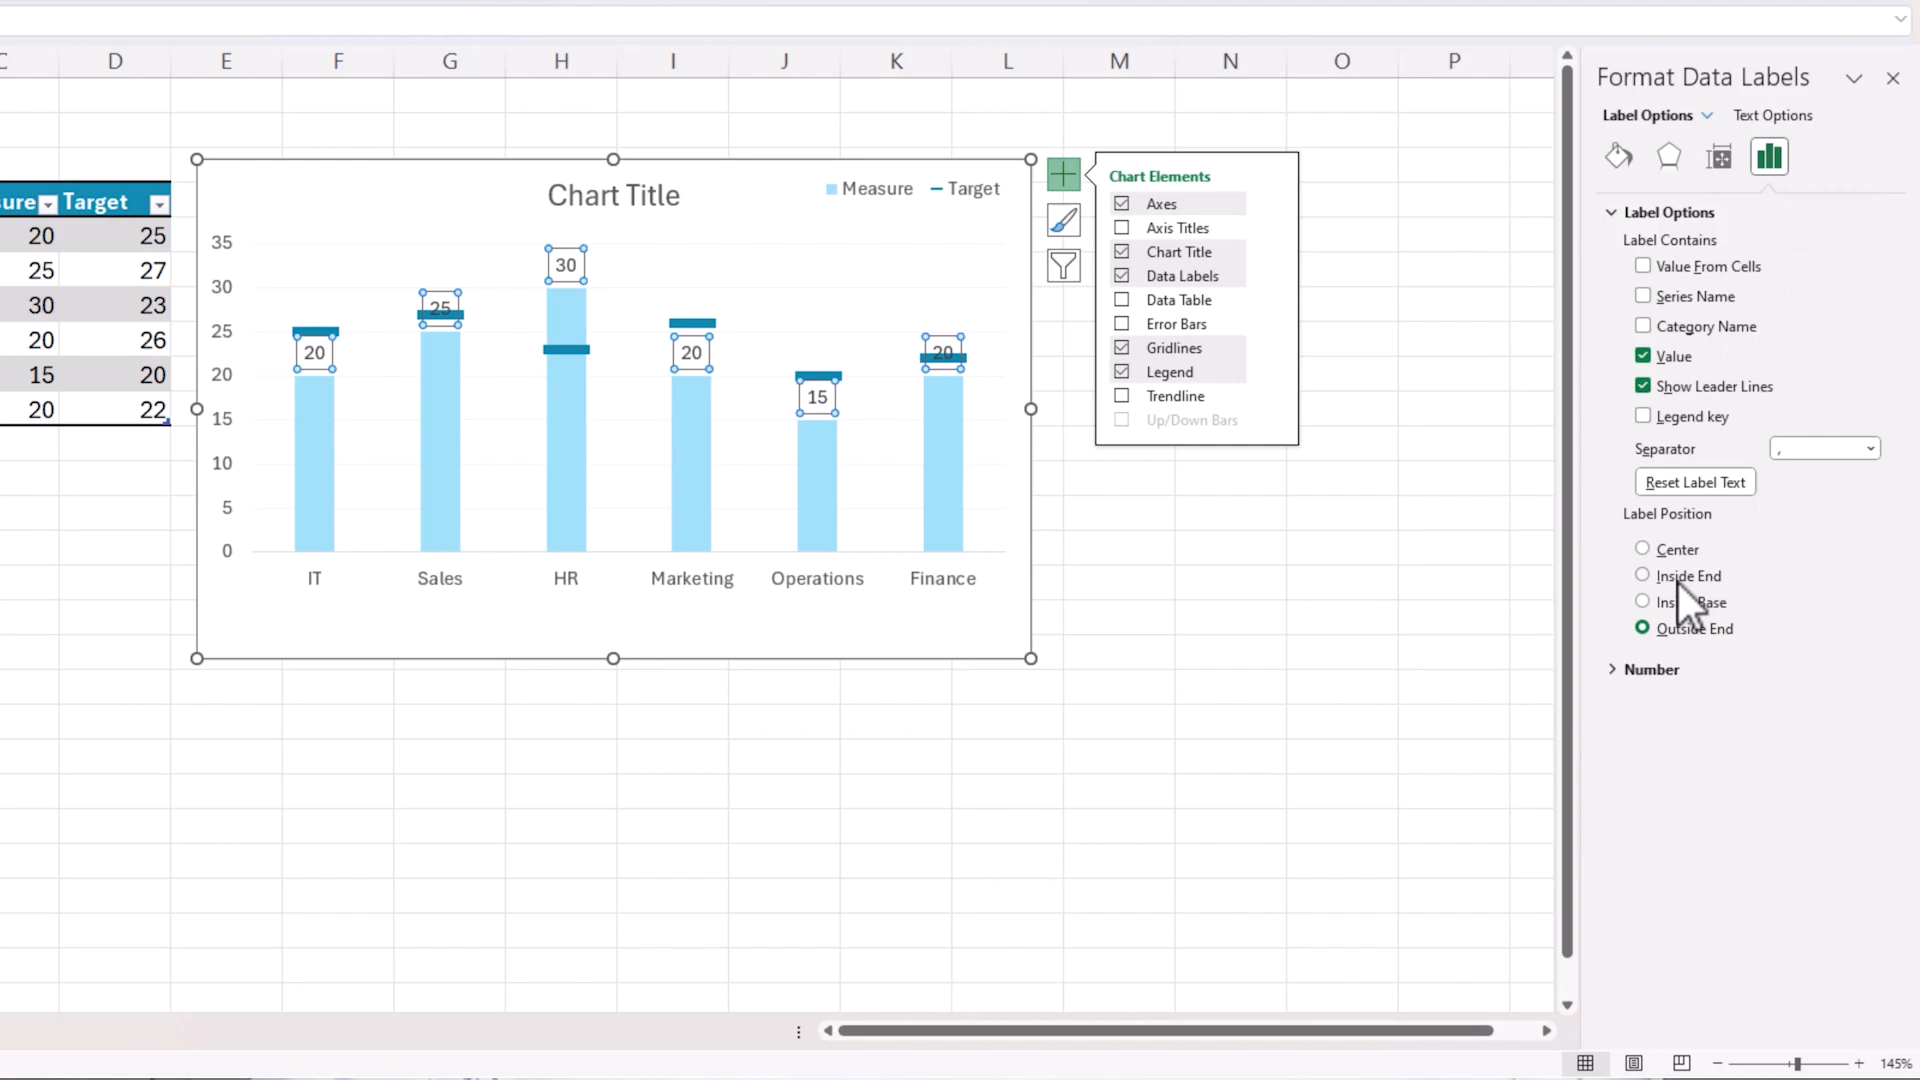 C D E F G H I J K L M N O P
sure Target
20 25
25 27
30 23
20 26
15 20
20 22
Chart Title
Measure Target
35
30
25
20
15
10
5
0
20 25 30 20 15 20
IT Sales HR Marketing Operations Finance
Chart Elements
Axes
Axis Titles
Chart Title
Data Labels
Data Table
Error Bars
Gridlines
Legend
Trendline
Up/Down Bars
Format Data Labels
Label Options Text Options
Label Options
Label Contains
Value From Cells
Series Name
Category Name
Value
Show Leader Lines
Legend key
Separator ,
Reset Label Text
Label Position
Center
Inside End
Base
Outside End
Number
145%